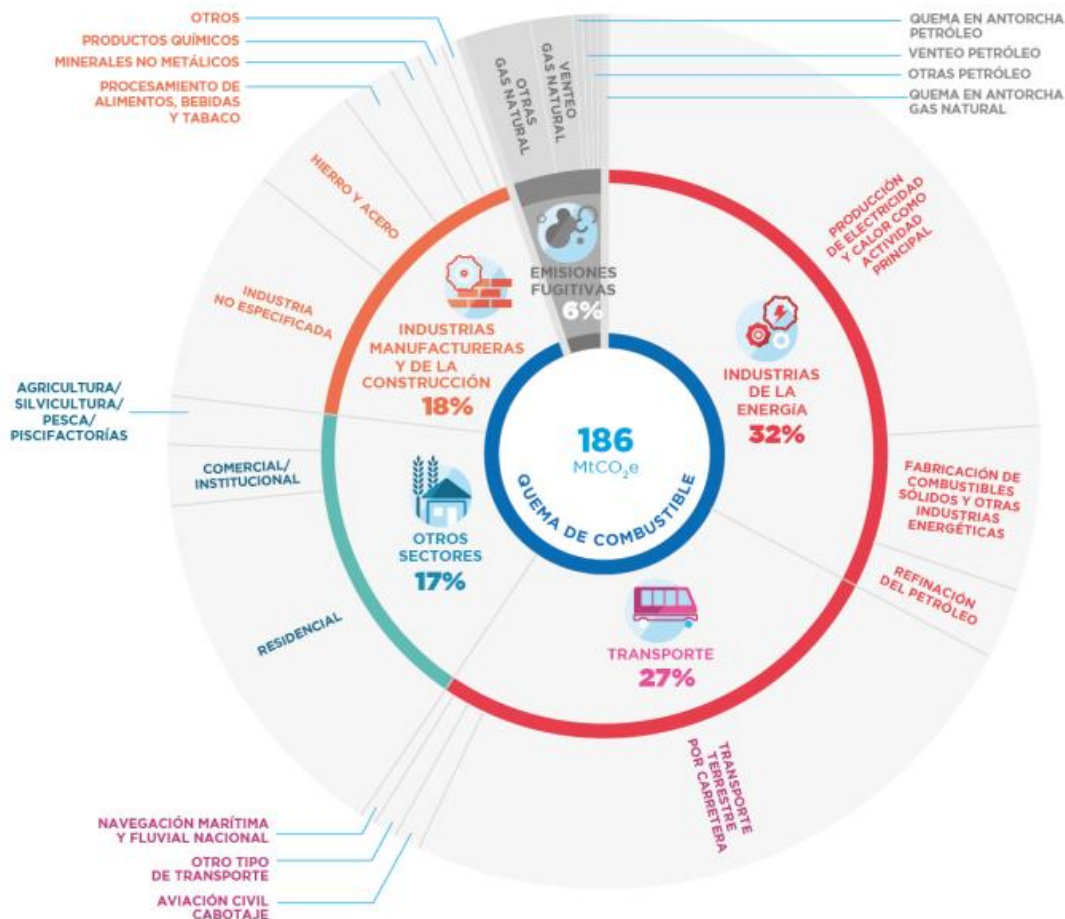 OTROS
PRODUCTOS QUÍMICOS
MINERALES NO METÁLICOS
PROCESAMIENTO DE
ALIMENTOS, BEBIDAS
Y TABACO
HIERRO Y ACERO
INDUSTRIA
NO ESPECIFICADA
AGRICULTURA/
SILVICULTURA/
PESCA/
PISCIFACTORÍAS
COMERCIAL/
INSTITUCIONAL
RESIDENCIAL
NAVEGACIÓN MARÍTIMA
Y FLUVIAL NACIONAL
OTRO TIPO
DE TRANSPORTE
AVIACIÓN CIVIL
CABOTAJE
OTRAS
GAS NATURAL
VENTEO
GAS NATURAL
QUEMA EN ANTORCHA
PETRÓLEO
VENTEO PETRÓLEO
OTRAS PETRÓLEO
QUEMA EN ANTORCHA
GAS NATURAL
PRODUCCIÓN
DE ELECTRICIDAD
Y CALOR COMO
ACTIVIDAD
PRINCIPAL
FABRICACIÓN DE
COMBUSTIBLES
SÓLIDOS Y OTRAS
INDUSTRIAS
ENERGÉTICAS
REFINACIÓN
DEL PETRÓLEO
TRANSPORTE
TERRESTRE
POR CARRETERA
EMISIONES
FUGITIVAS
6%
INDUSTRIAS
MANUFACTURERAS
Y DE LA
CONSTRUCCIÓN
18%
INDUSTRIAS
DE LA
ENERGÍA
32%
OTROS
SECTORES
17%
TRANSPORTE
27%
186
MtCO₂e
QUEMA DE COMBUSTIBLE